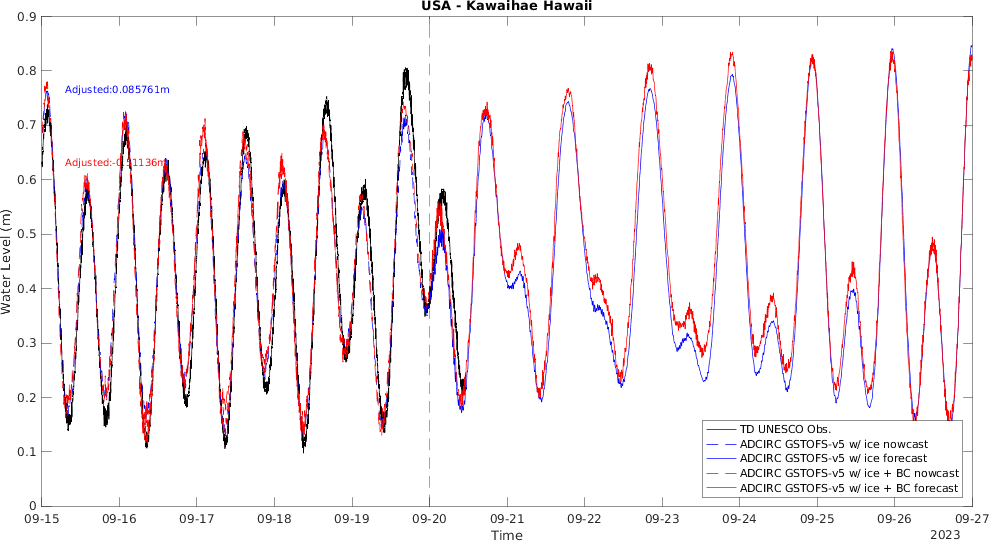 USA - Kawaihae Hawaii
0.9
0.8
0.7
0.6
0.5
0.4
0.3
0.2
0.1
0
Water Level (m)
Adjusted:0.085761m
TD UNESCO Obs.
ADCIRC GSTOFS-v5 w/ ice nowcast
ADCIRC GSTOFS-v5 w/ ice forecast
ADCIRC GSTOFS-v5 w/ ice + BC nowcast
ADCIRC GSTOFS-v5 w/ ice + BC forecast
09-15 09-16 09-17 09-18 09-19 09-20 09-21 09-22 09-23 09-24 09-25 09-26 09-27
Time
2023